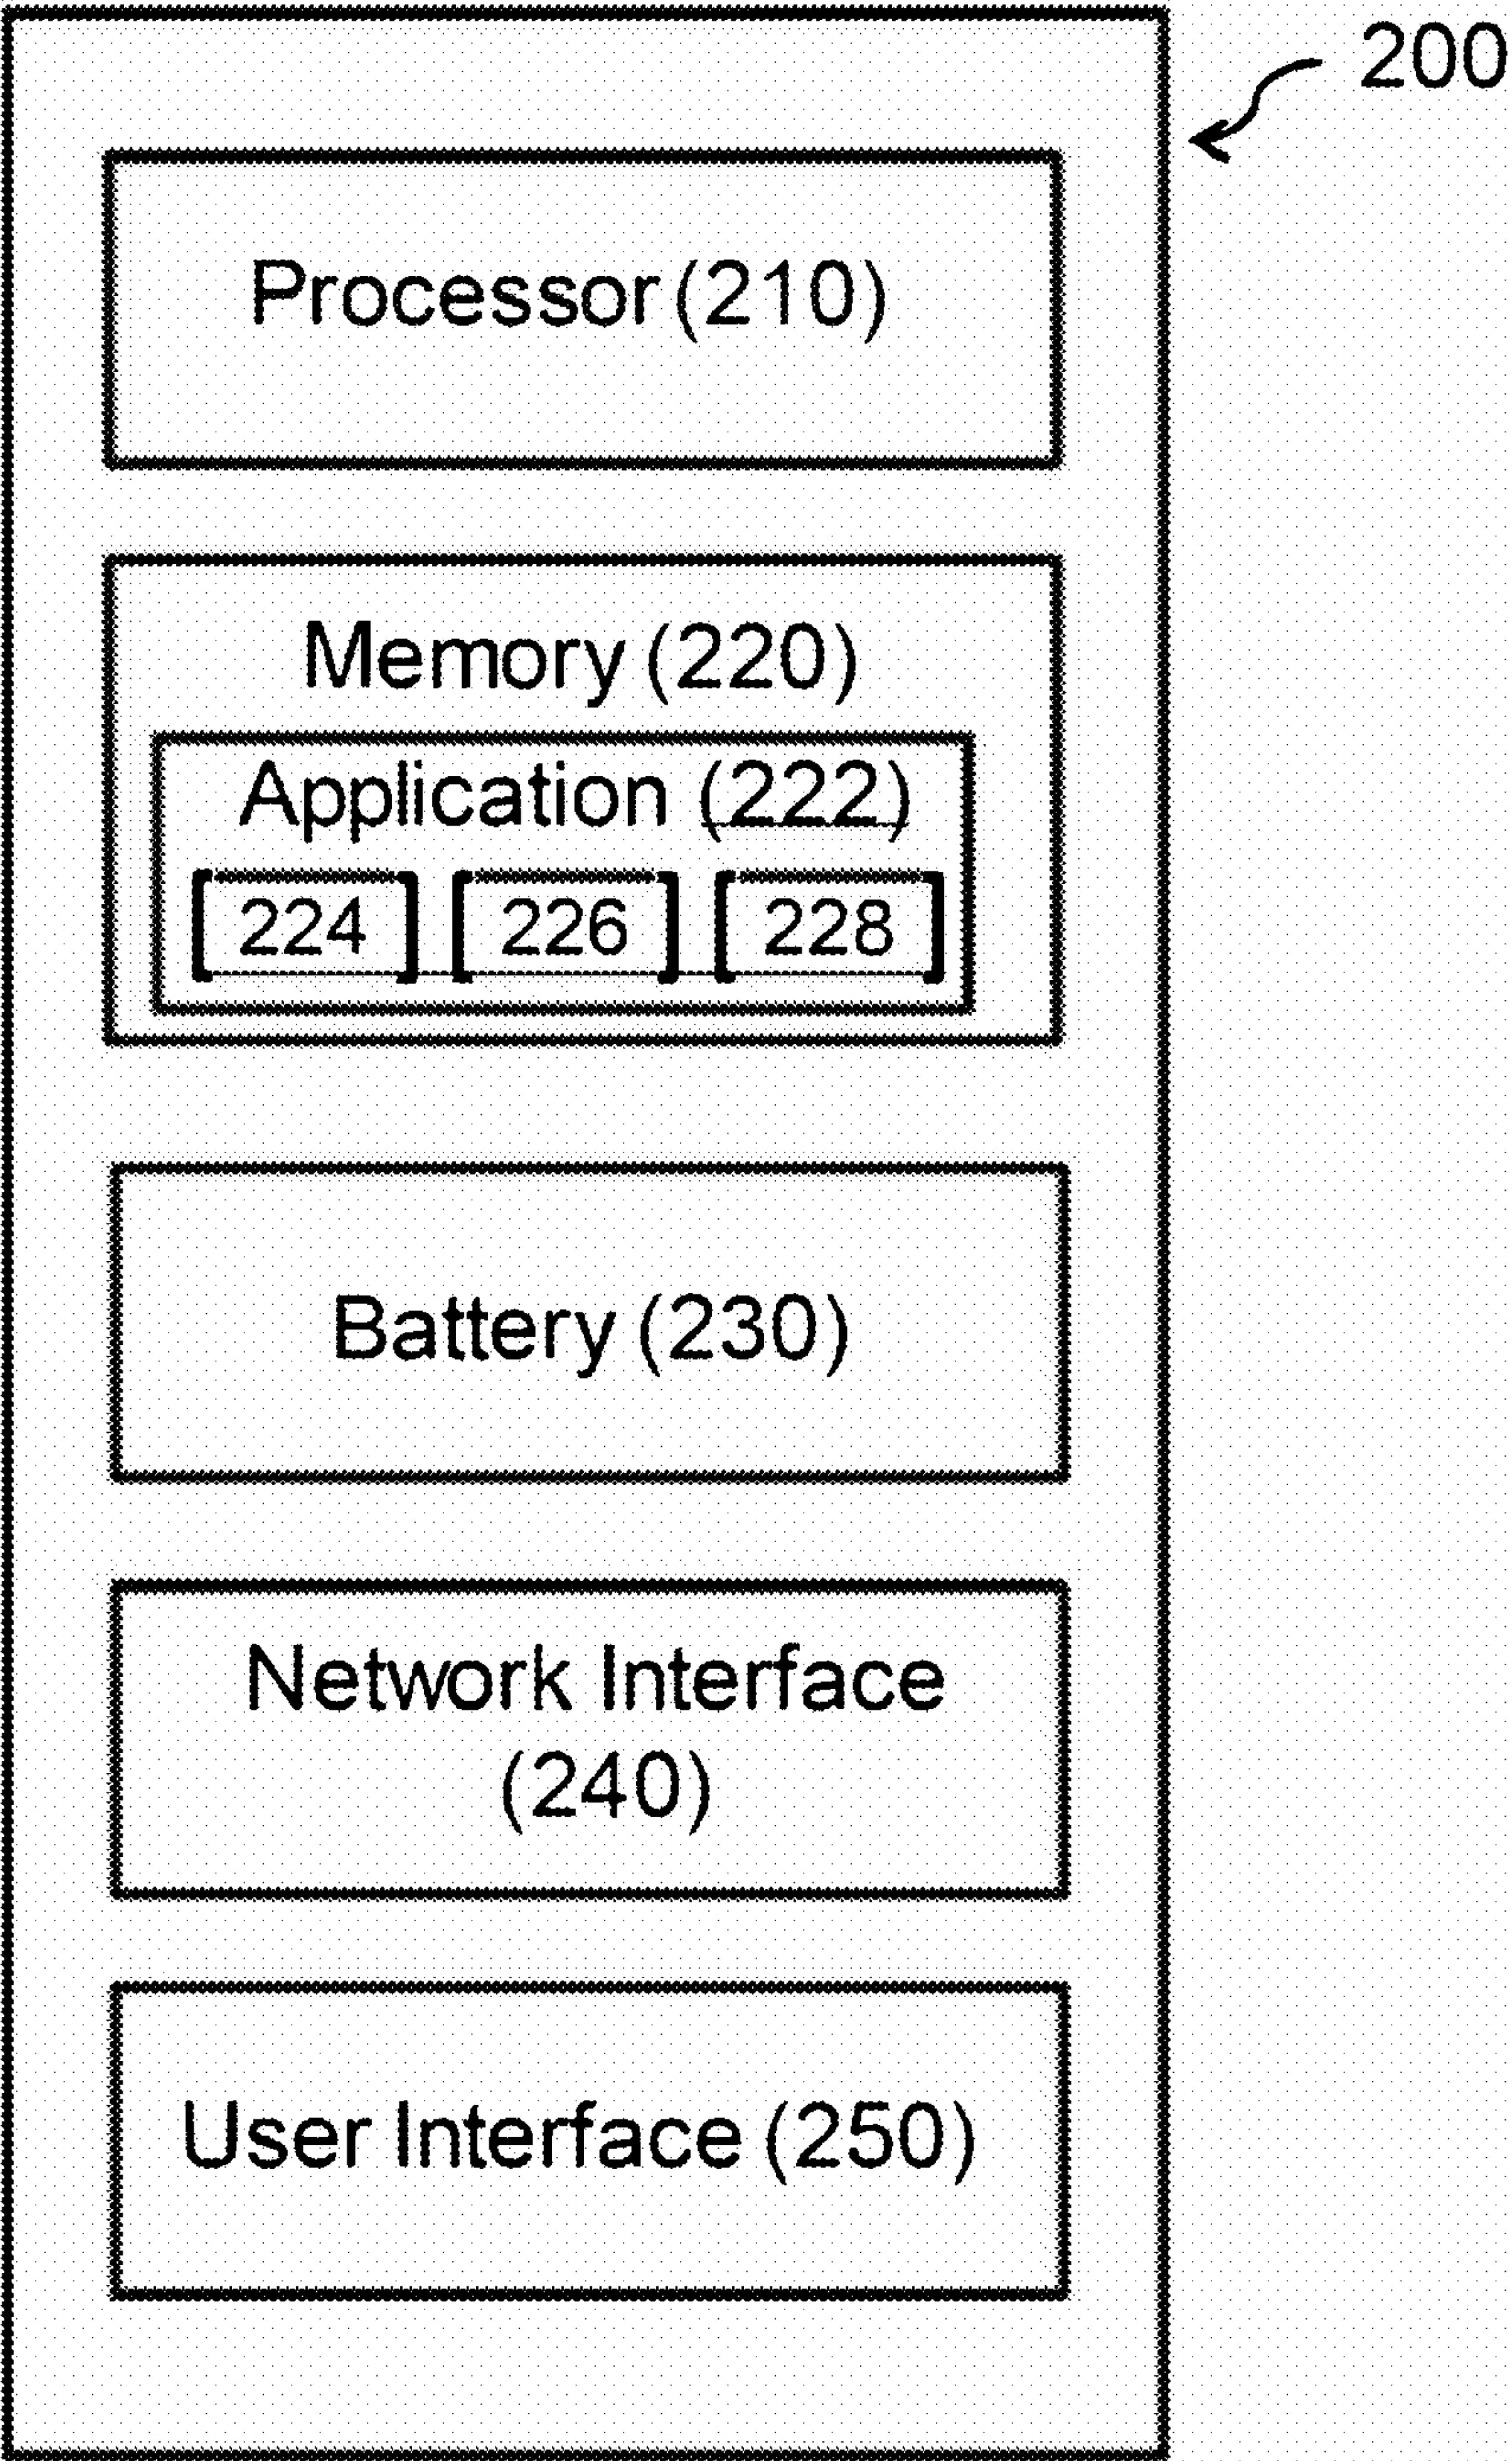 200
Processor (210)
Memory (220)
Application (222)
224 226 228
Battery (230)
Network Interface
(240)
User Interface (250)